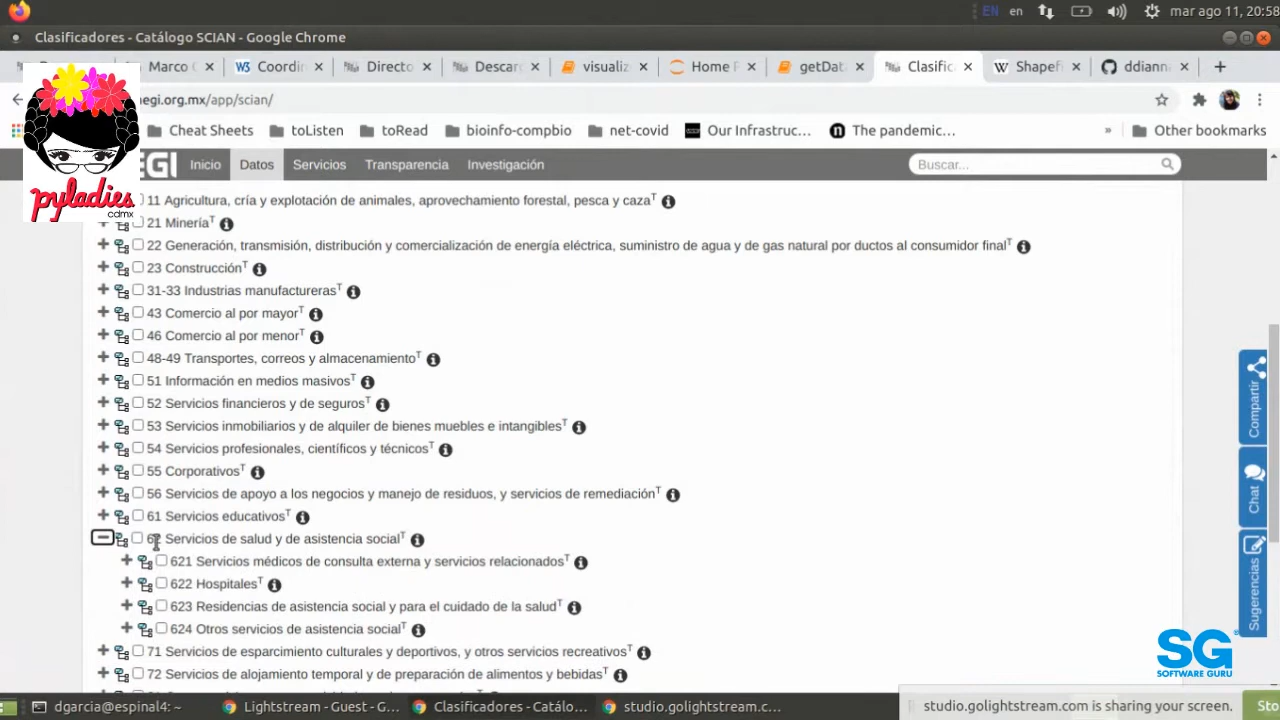 EN en mar ago 11, 20:58
Clasificadores - Catálogo SCIAN - Google Chrome
Marco C Coordin Directo Descar visualiz Home P getData Clasific Shapefi ddiann
egi.org.mx/app/scian/
Cheat Sheets toListen toRead bioinfo-compbio net-covid Our Infrastruc... The pandemic... » Other bookmarks
EGI Inicio Datos Servicios Transparencia Investigación Buscar...
pyladies
cdmx
11 Agricultura, cría y explotación de animales, aprovechamiento forestal, pesca y caza T
21 Minería T
22 Generación, transmisión, distribución y comercialización de energía eléctrica, suministro de agua y de gas natural por ductos al consumidor final T
23 Construcción T
31-33 Industrias manufactureras T
43 Comercio al por mayor T
46 Comercio al por menor T
48-49 Transportes, correos y almacenamiento T
51 Información en medios masivos T
52 Servicios financieros y de seguros T
53 Servicios inmobiliarios y de alquiler de bienes muebles e intangibles T
54 Servicios profesionales, científicos y técnicos T
55 Corporativos T
56 Servicios de apoyo a los negocios y manejo de residuos, y servicios de remediación T
61 Servicios educativos T
62 Servicios de salud y de asistencia social T
621 Servicios médicos de consulta externa y servicios relacionados T
622 Hospitales T
623 Residencias de asistencia social y para el cuidado de la salud T
624 Otros servicios de asistencia social T
71 Servicios de esparcimiento culturales y deportivos, y otros servicios recreativos T
72 Servicios de alojamiento temporal y de preparación de alimentos y bebidas T
Compartir
Chat
Sugerencias
SG
SOFTWARE GURU
dgarcia@espinal4: ~ Lightstream - Guest - G... Clasificadores - Catálo... studio.golightstream.c... studio.golightstream.com is sharing your screen. Sto